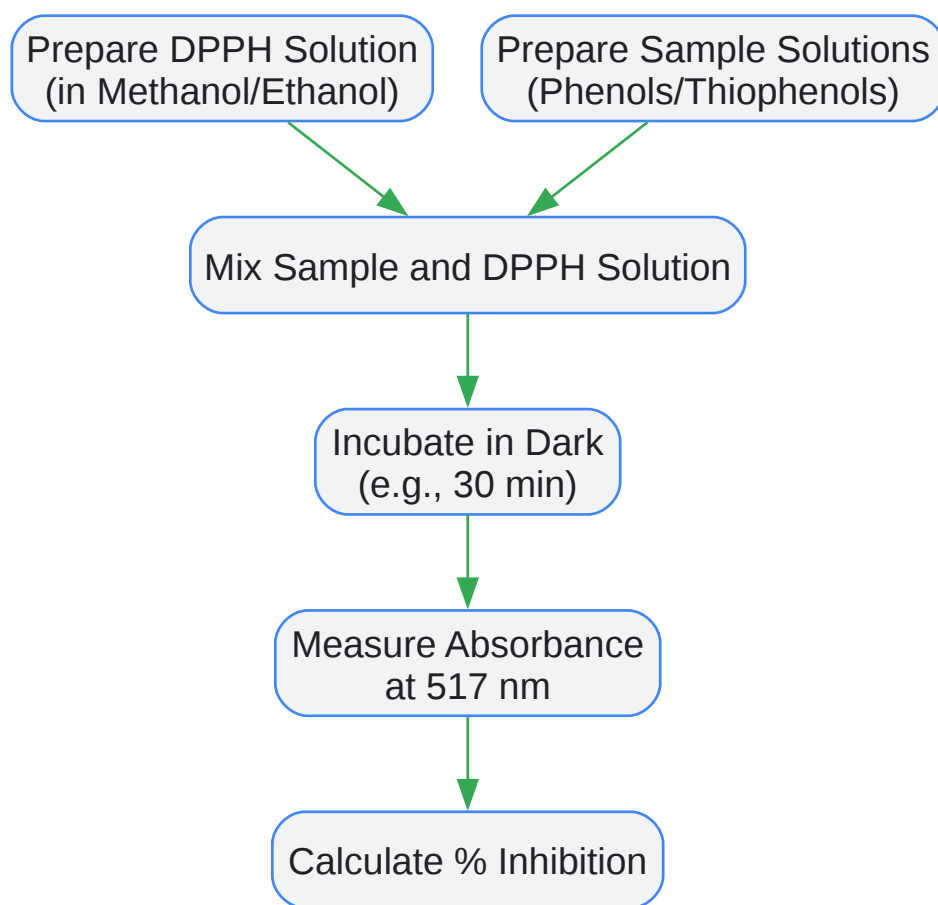 Prepare DPPH Solution
(in Methanol/Ethanol)
Prepare Sample Solutions
(Phenols/Thiophenols)
Mix Sample and DPPH Solution
Incubate in Dark
(e.g., 30 min)
Measure Absorbance
at 517 nm
Calculate % Inhibition